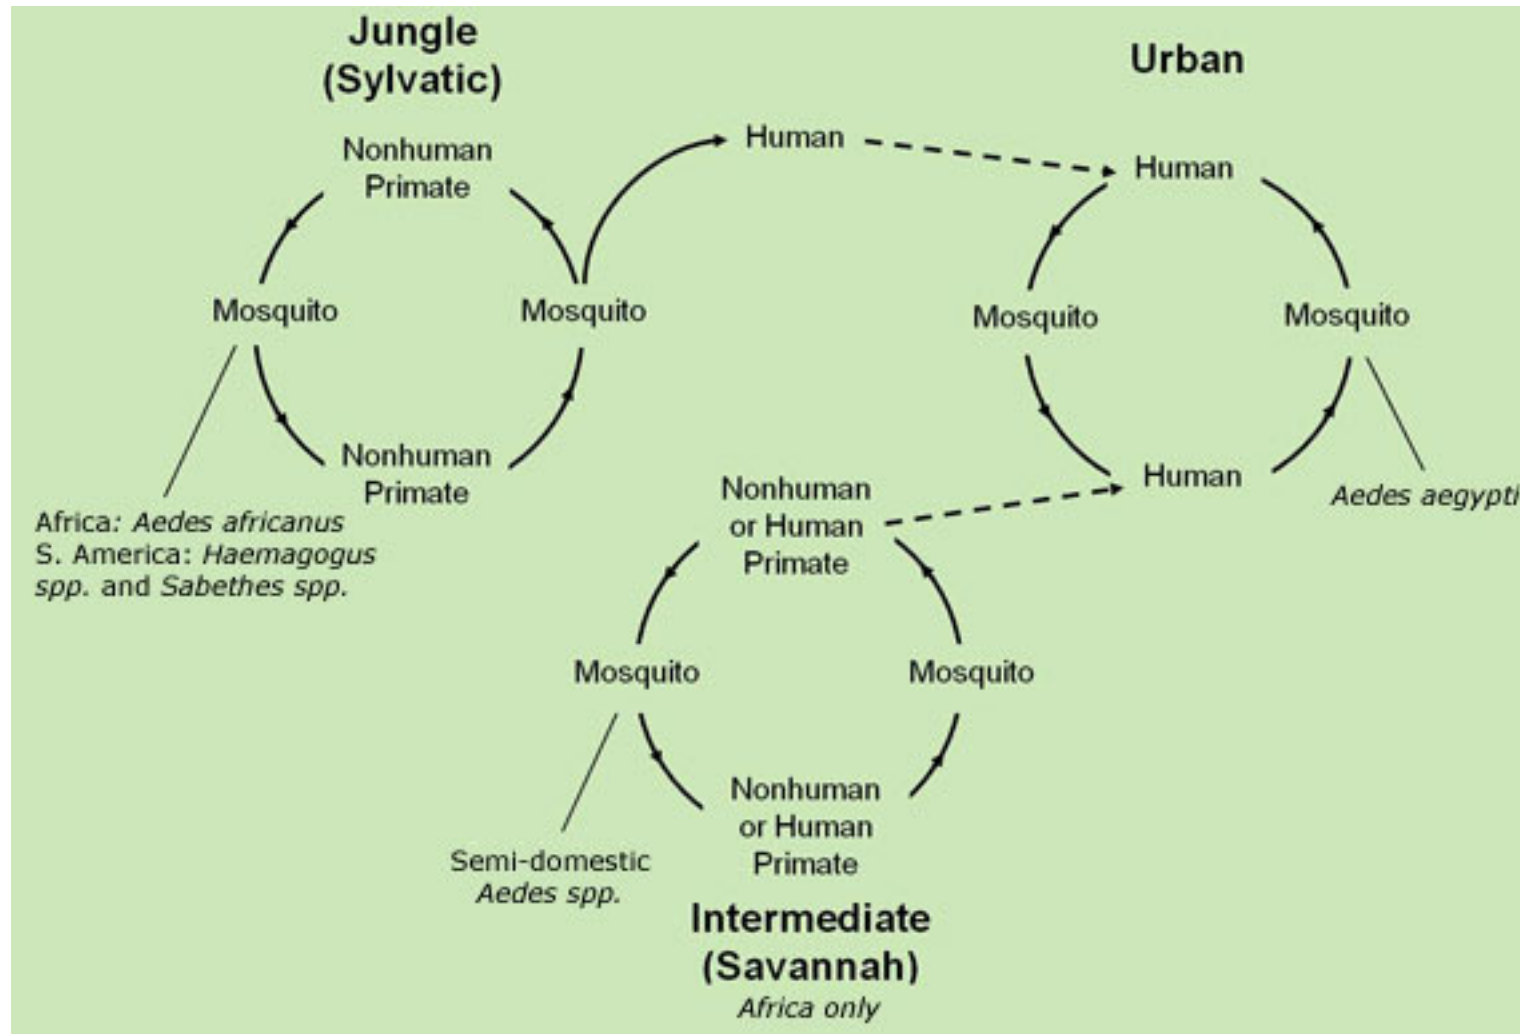 Jungle
(Sylvatic)
Urban
Nonhuman
Primate
Human
Human
Mosquito
Mosquito
Mosquito
Mosquito
Nonhuman
Primate
Africa: Aedes africanus
S. America: Haemagogus
spp. and Sabethes spp.
Nonhuman
or Human
Primate
Human
Aedes aegypti
Mosquito
Mosquito
Semi-domestic
Aedes spp.
Nonhuman
or Human
Primate
Intermediate
(Savannah)
Africa only